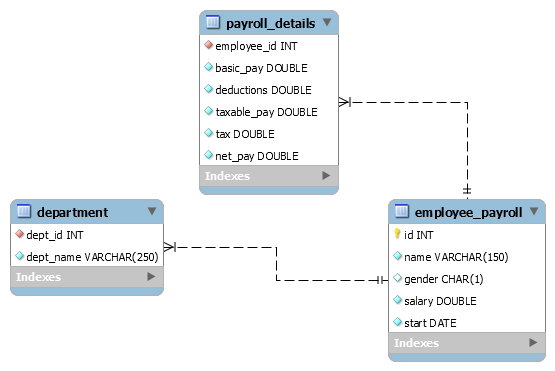 payroll_details
employee_id INT
basic_pay DOUBLE
deductions DOUBLE
taxable_pay DOUBLE
tax DOUBLE
net_pay DOUBLE
Indexes
department
dept_id INT
dept_name VARCHAR(250)
Indexes
employee_payroll
id INT
name VARCHAR(150)
gender CHAR(1)
salary DOUBLE
start DATE
Indexes